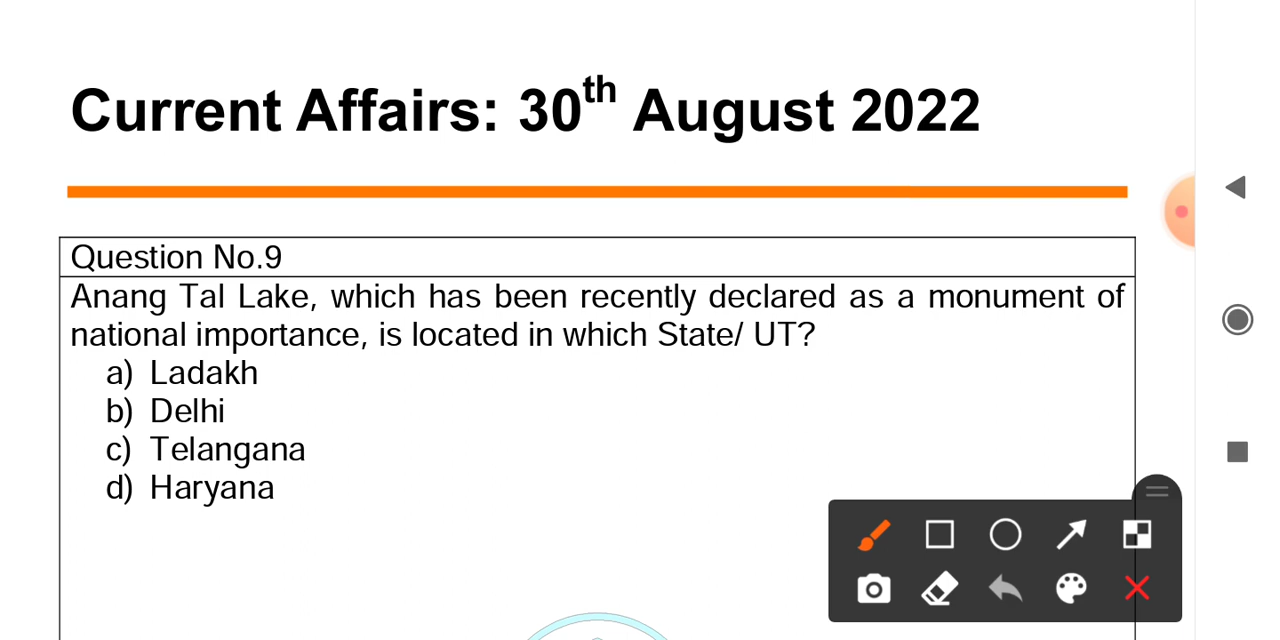 Current Affairs: 30th August 2022
Question No.9
Anang Tal Lake, which has been recently declared as a monument of
national importance, is located in which State/ UT?
a) Ladakh
b) Delhi
c) Telangana
d) Haryana